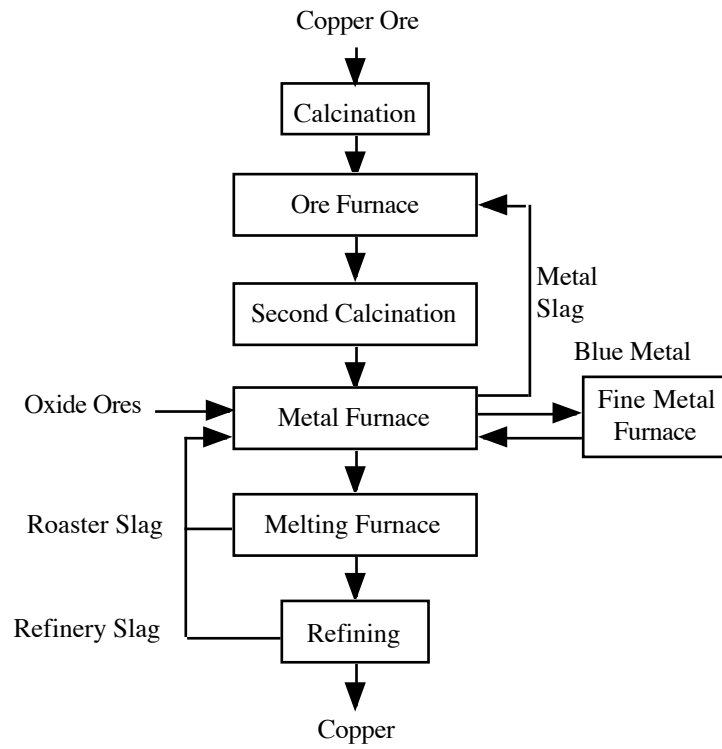 Copper Ore
Calcination
Ore Furnace
Metal
Slag
Second Calcination
Blue Metal
Oxide Ores
Metal Furnace
Fine Metal
Furnace
Roaster Slag
Melting Furnace
Refinery Slag
Refining
Copper